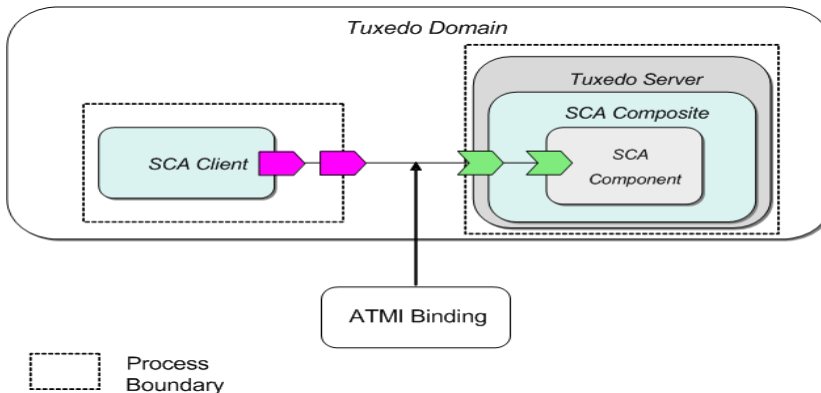 Tuxedo Domain
Tuxedo Server
SCA Composite
SCA Client
SCA
Component
ATMI Binding
Process
Boundary